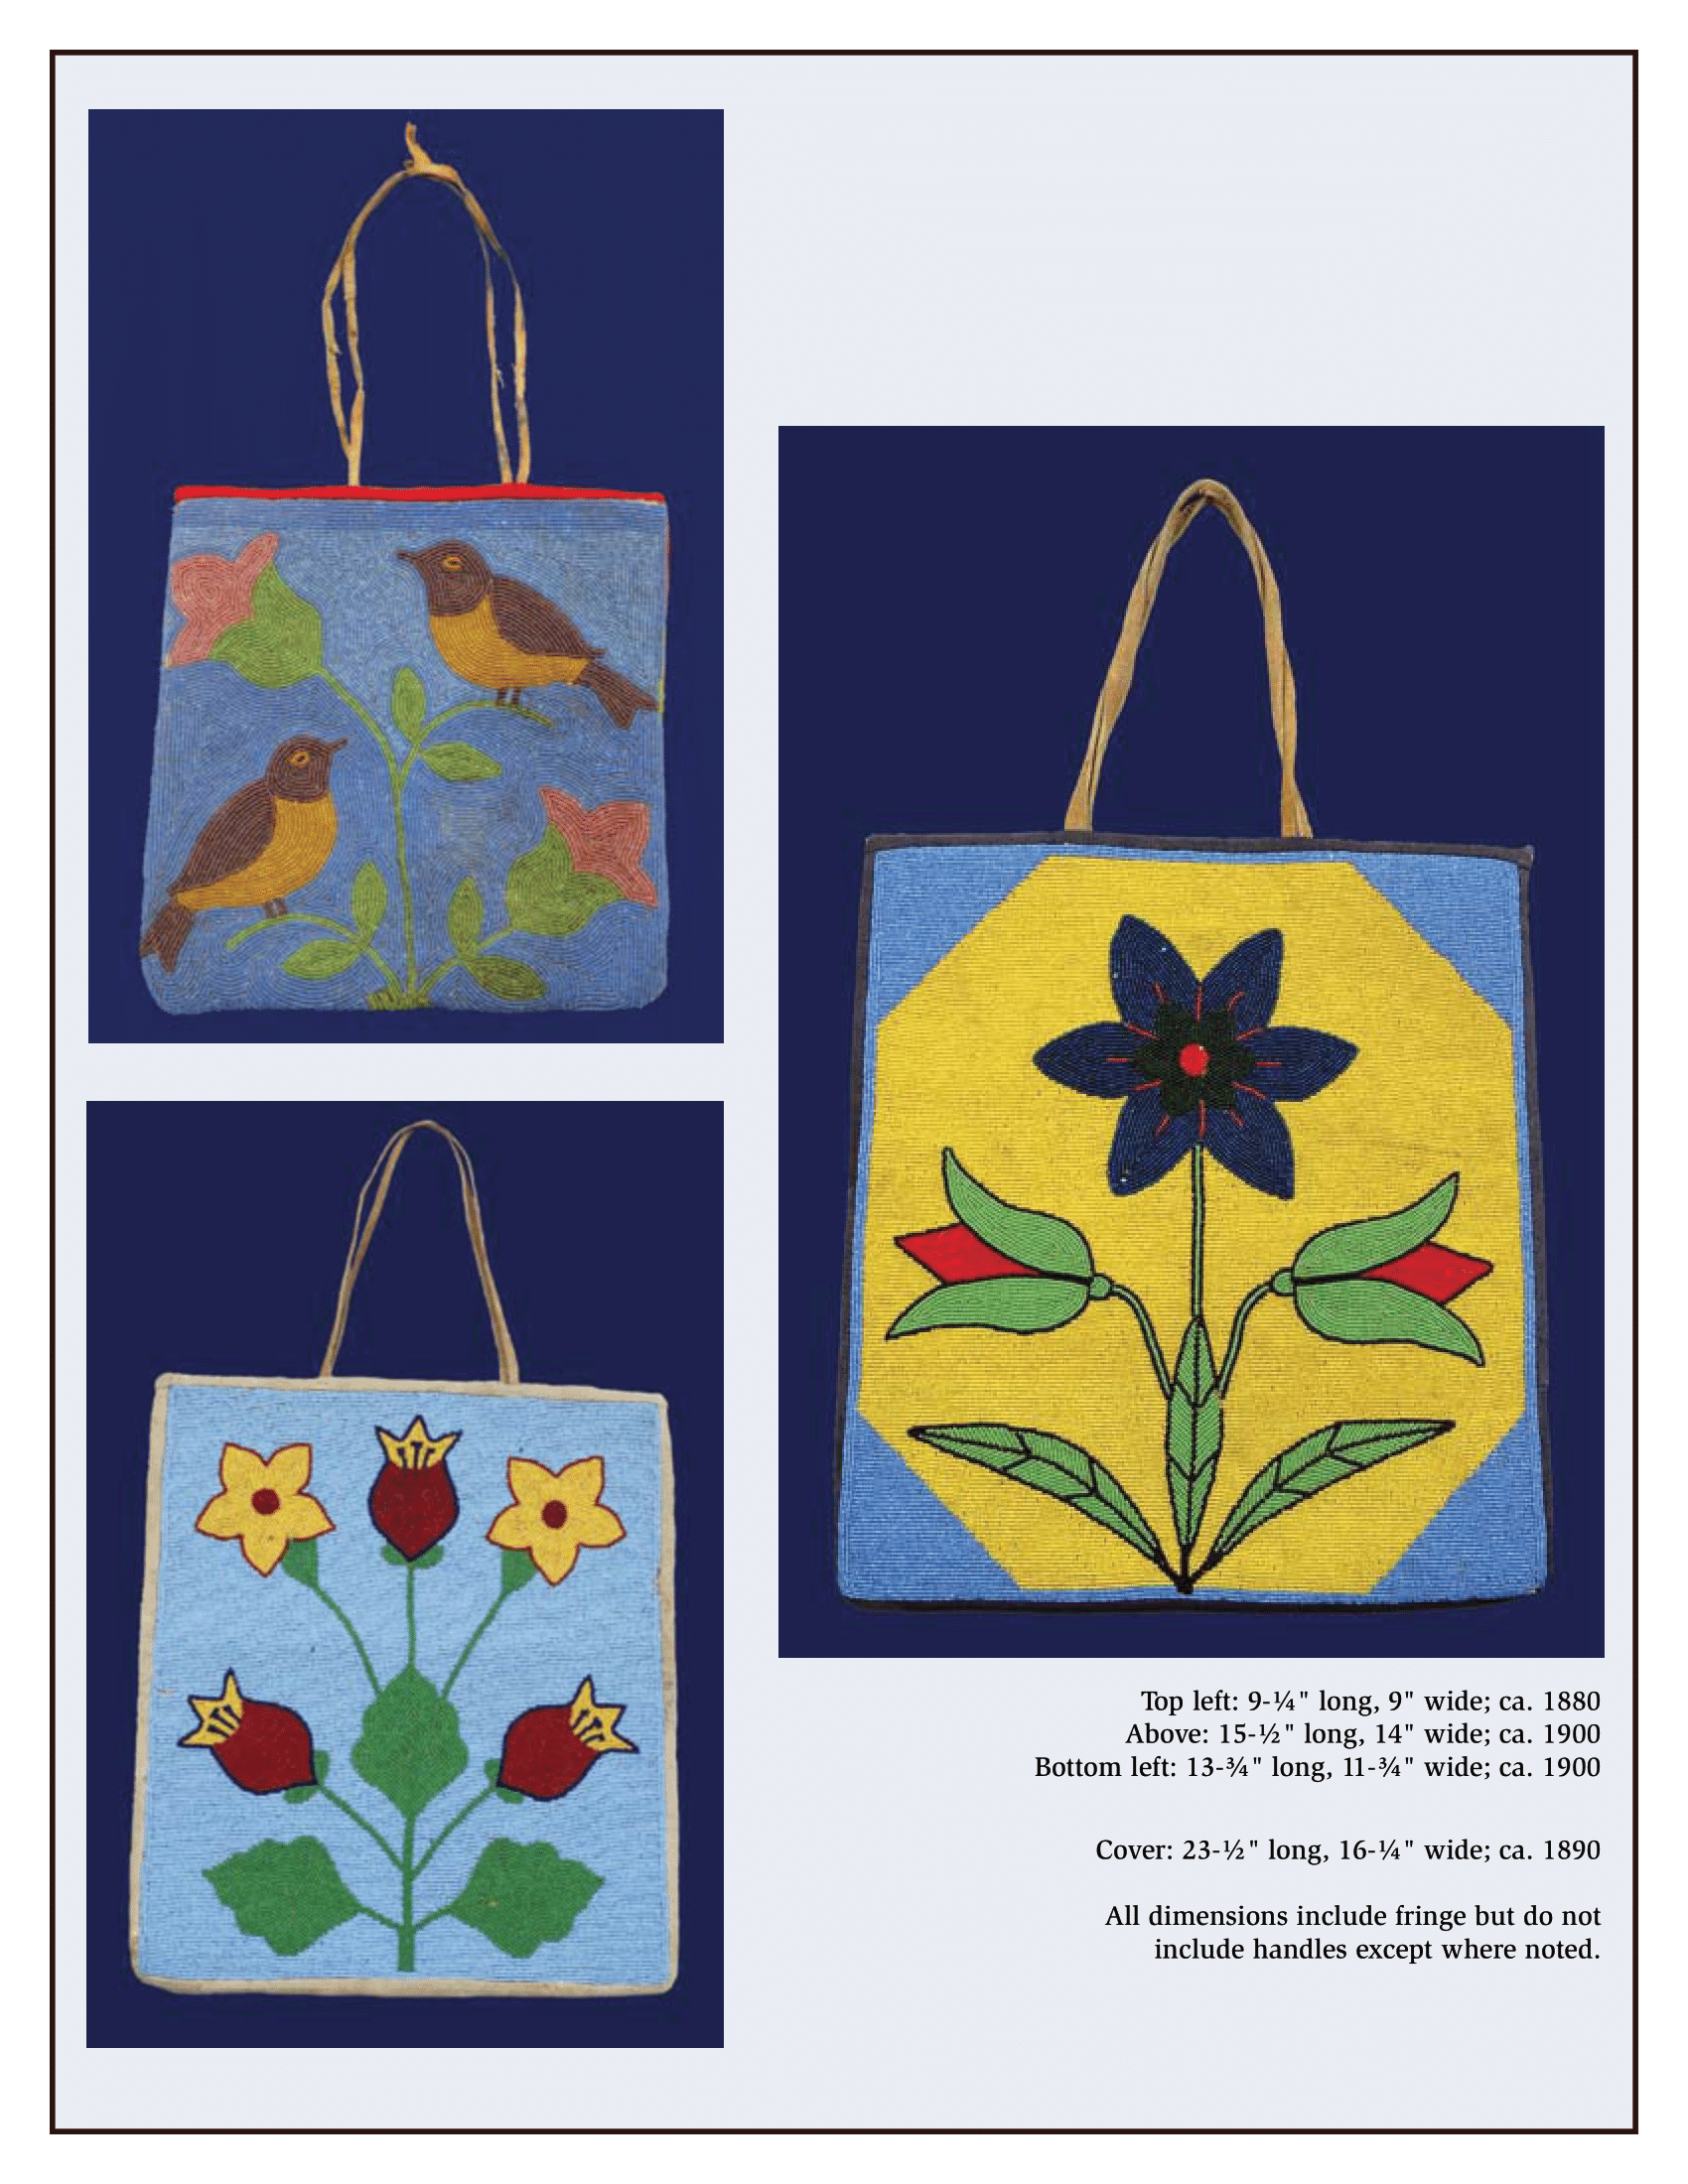 Top left: 9-¼" long, 9" wide; ca. 1880
Above: 15-½" long, 14" wide; ca. 1900
Bottom left: 13-¾" long, 11-¾" wide; ca. 1900
Cover: 23-½" long, 16-¼" wide; ca. 1890
All dimensions include fringe but do not
include handles except where noted.